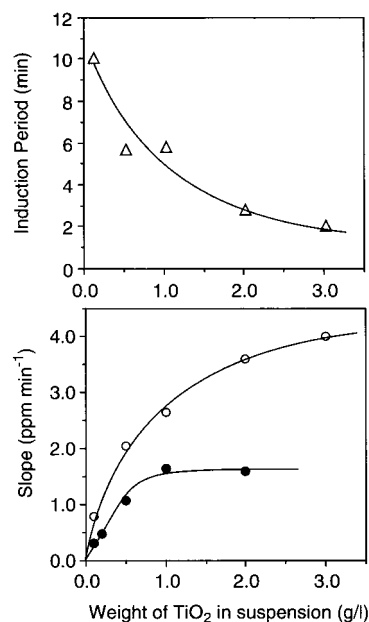 Induction Period (min)
12
10
8
6
4
2
0
0.0 1.0 2.0 3.0
Slope (ppm min⁻¹)
4.0
3.0
2.0
1.0
0.0
0.0 1.0 2.0 3.0
Weight of TiO₂ in suspension (g/l)